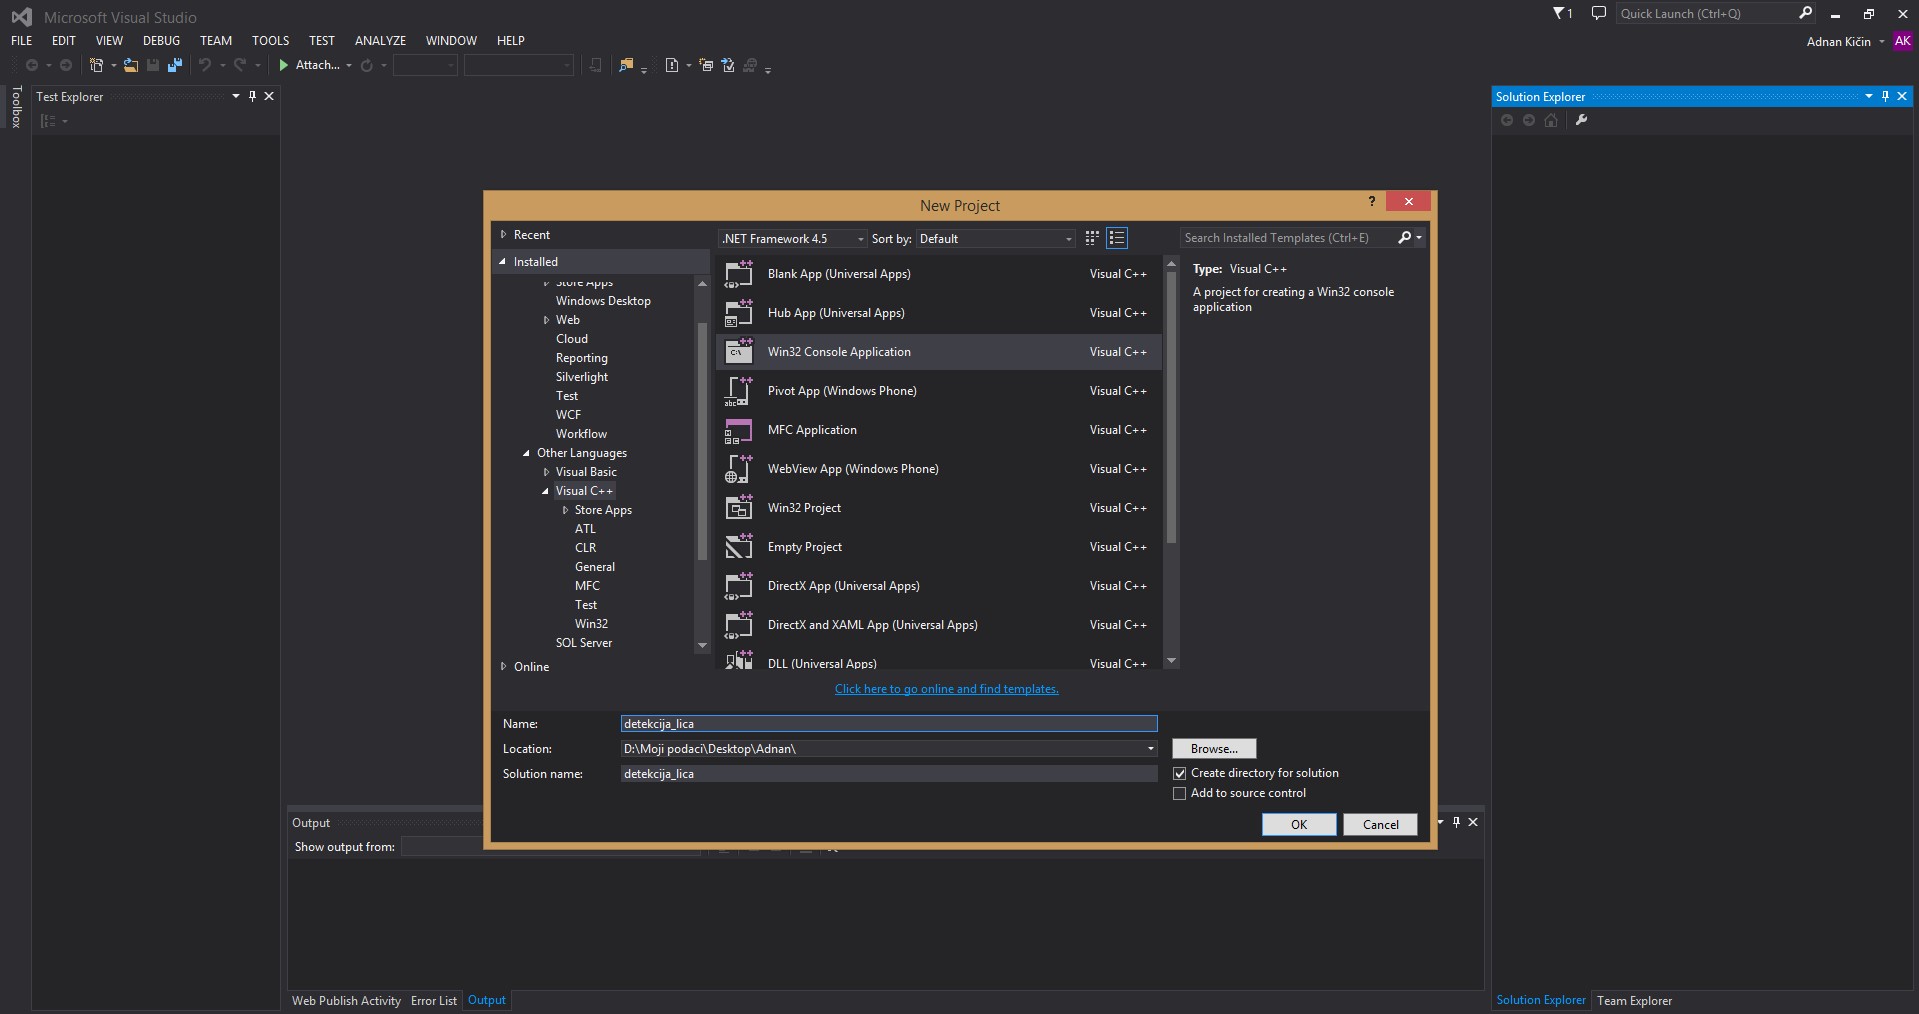 Microsoft Visual Studio
1
Quick Launch (Ctrl+Q)
FILE EDIT VIEW DEBUG TEAM TOOLS TEST ANALYZE WINDOW HELP
Adnan Kičin AK
Attach...
Toolbox
Test Explorer
Solution Explorer
New Project
?
Recent
Installed
Store Apps
Windows Desktop
Web
Cloud
Reporting
Silverlight
Test
WCF
Workflow
Other Languages
Visual Basic
Visual C++
Store Apps
ATL
CLR
General
MFC
Test
Win32
SQL Server
Online
.NET Framework 4.5 Sort by: Default
Search Installed Templates (Ctrl+E)
Blank App (Universal Apps) Visual C++
Hub App (Universal Apps) Visual C++
Win32 Console Application Visual C++
Pivot App (Windows Phone) Visual C++
MFC Application Visual C++
WebView App (Windows Phone) Visual C++
Win32 Project Visual C++
Empty Project Visual C++
DirectX App (Universal Apps) Visual C++
DirectX and XAML App (Universal Apps) Visual C++
DLL (Universal Apps) Visual C++
Type: Visual C++
A project for creating a Win32 console
application
Click here to go online and find templates.
Name: detekcija_lica
Location: D:\Moji podaci\Desktop\Adnan\
Browse...
Solution name: detekcija_lica
Create directory for solution
Add to source control
OK Cancel
Output
Show output from:
Web Publish Activity Error List Output
Solution Explorer Team Explorer